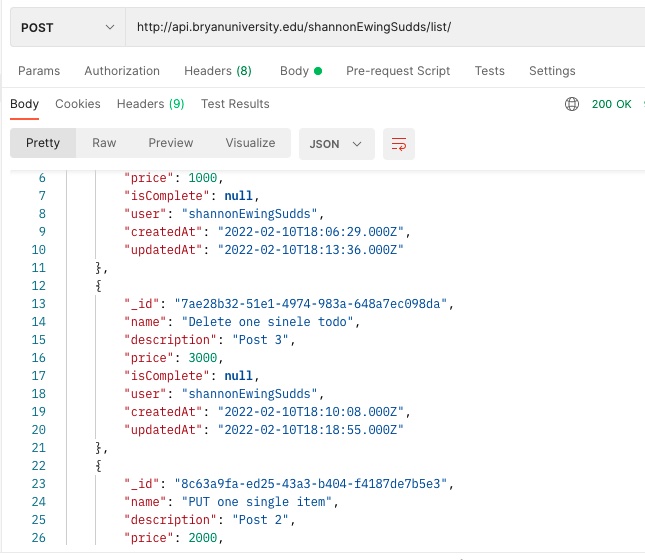 POST http://api.bryanuniversity.edu/shannonEwingSudds/list/
Params Authorization Headers (8) Body Pre-request Script Tests Settings
Body Cookies Headers (9) Test Results 200 OK
Pretty Raw Preview Visualize JSON
6 "price": 1000,
7 "isComplete": null,
8 "user": "shannonEwingSudds",
9 "createdAt": "2022-02-10T18:06:29.000Z",
10 "updatedAt": "2022-02-10T18:13:36.000Z"
11 },
12 {
13 "_id": "7ae28b32-51e1-4974-983a-648a7ec098da",
14 "name": "Delete one sinele todo",
15 "description": "Post 3",
16 "price": 3000,
17 "isComplete": null,
18 "user": "shannonEwingSudds",
19 "createdAt": "2022-02-10T18:10:08.000Z",
20 "updatedAt": "2022-02-10T18:18:55.000Z"
21 },
22 {
23 "_id": "8c63a9fa-ed25-43a3-b404-f4187de7b5e3",
24 "name": "PUT one single item",
25 "description": "Post 2",
26 "price": 2000,